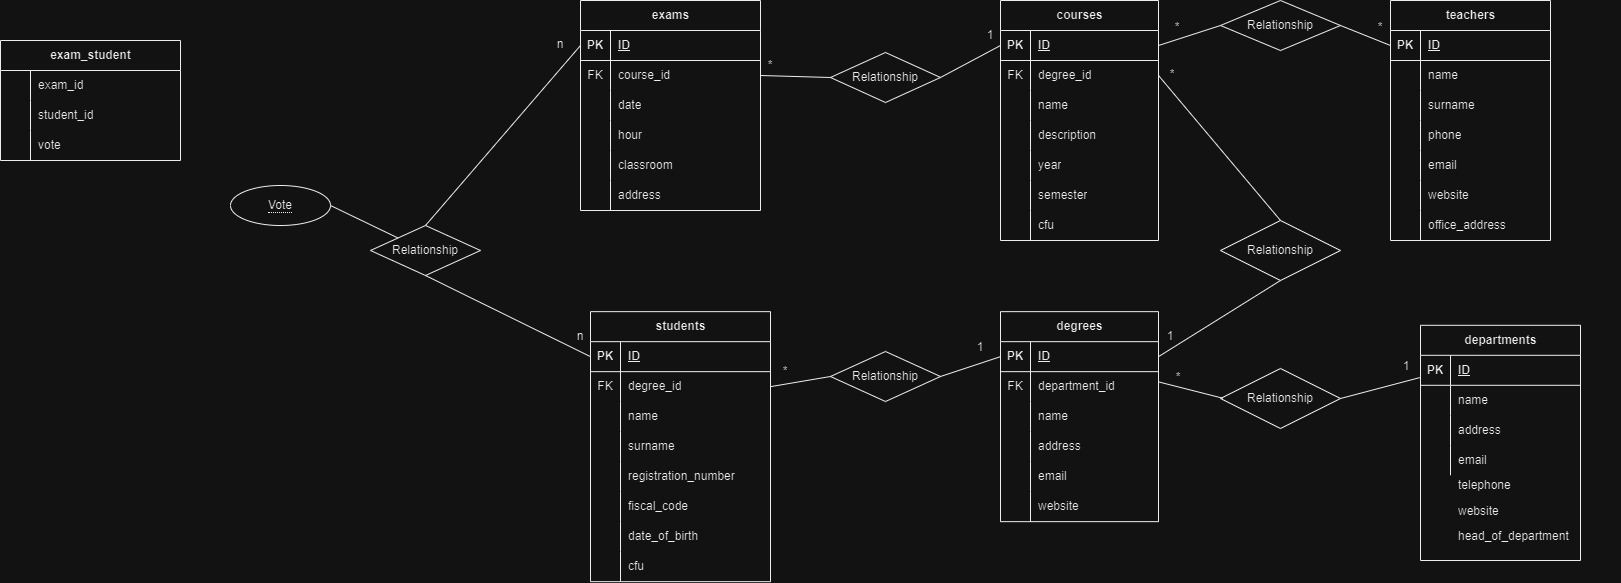 exam_student
exam_id
student_id
vote
Vote
Relationship
n
n
exams
PK ID
FK course_id
date
hour
classroom
address
*
Relationship
1
courses
PK ID
FK degree_id
name
description
year
semester
cfu
*
Relationship
*
teachers
PK ID
name
surname
phone
email
website
office_address
*
Relationship
1
students
PK ID
FK degree_id
name
surname
registration_number
fiscal_code
date_of_birth
cfu
*
Relationship
1
degrees
PK ID
FK department_id
name
address
email
website
*
Relationship
1
departments
PK ID
name
address
email
telephone
website
head_of_department